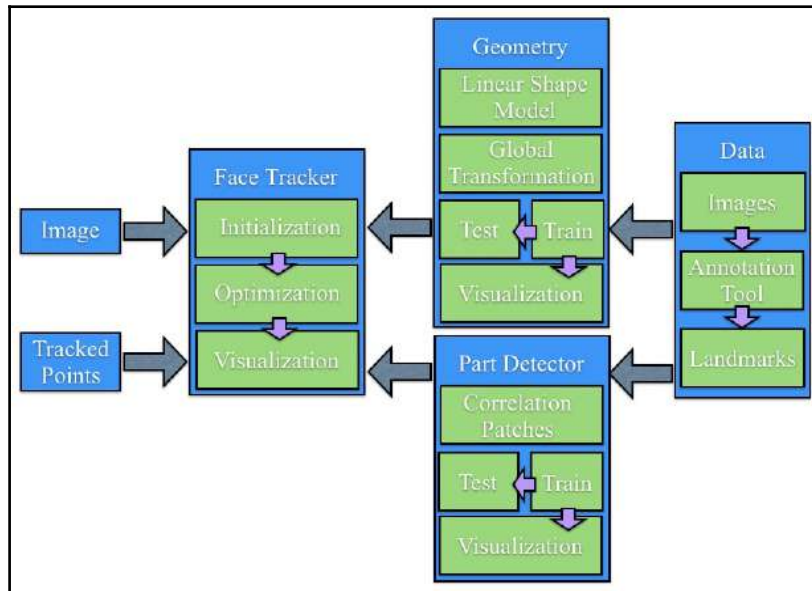 Image
Tracked
Points
Face Tracker
Initialization
Optimization
Visualization
Geometry
Linear Shape
Model
Global
Transformation
Test
Train
Visualization
Part Detector
Correlation
Patches
Test
Train
Visualization
Data
Images
Annotation
Tool
Landmarks